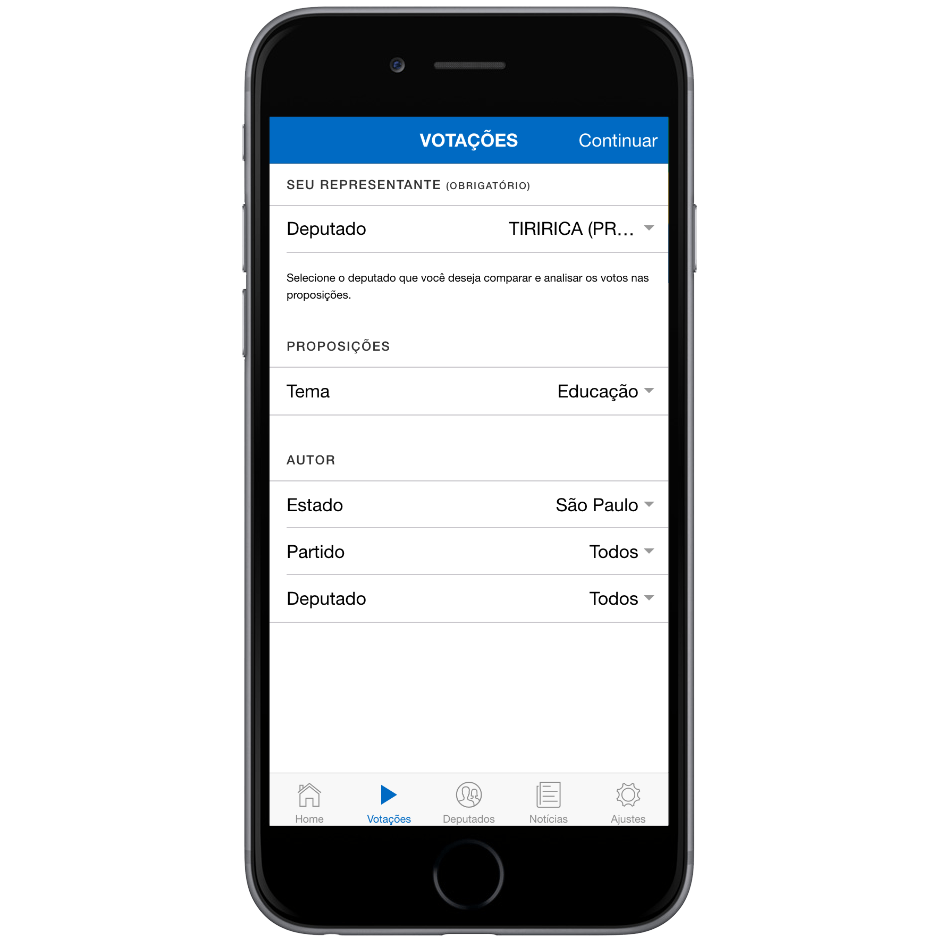 VOTAÇÕES Continuar
SEU REPRESENTANTE (OBRIGATÓRIO)
Deputado TIRIRICA (PR...
Selecione o deputado que você deseja comparar e analisar os votos nas
proposições.
PROPOSIÇÕES
Tema Educação
AUTOR
Estado São Paulo
Partido Todos
Deputado Todos
Home Votações Deputados Notícias Ajustes